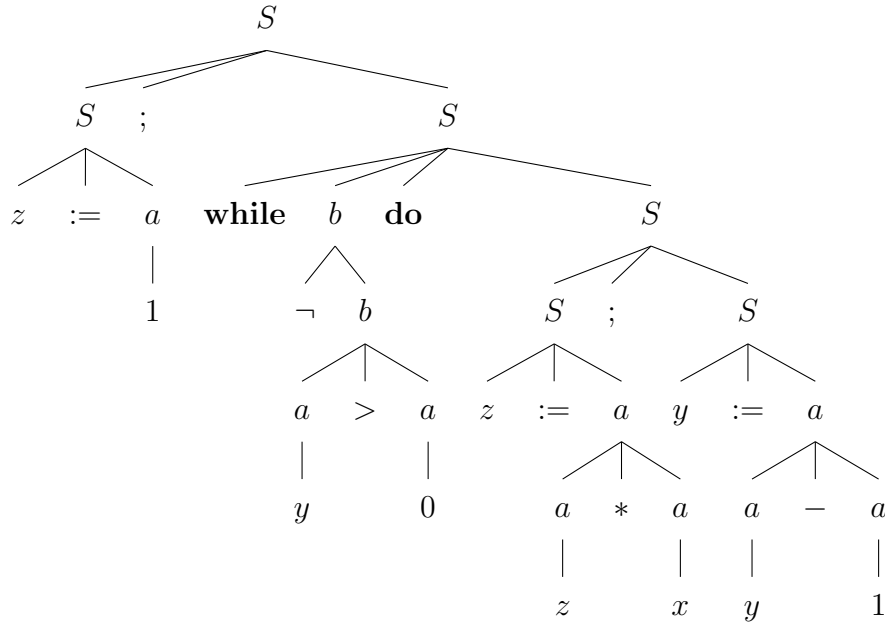 S
S ; S
z := a while b do S
1 ¬ b S ; S
a > a z := a y := a
y 0 a * a a − a
z x y 1